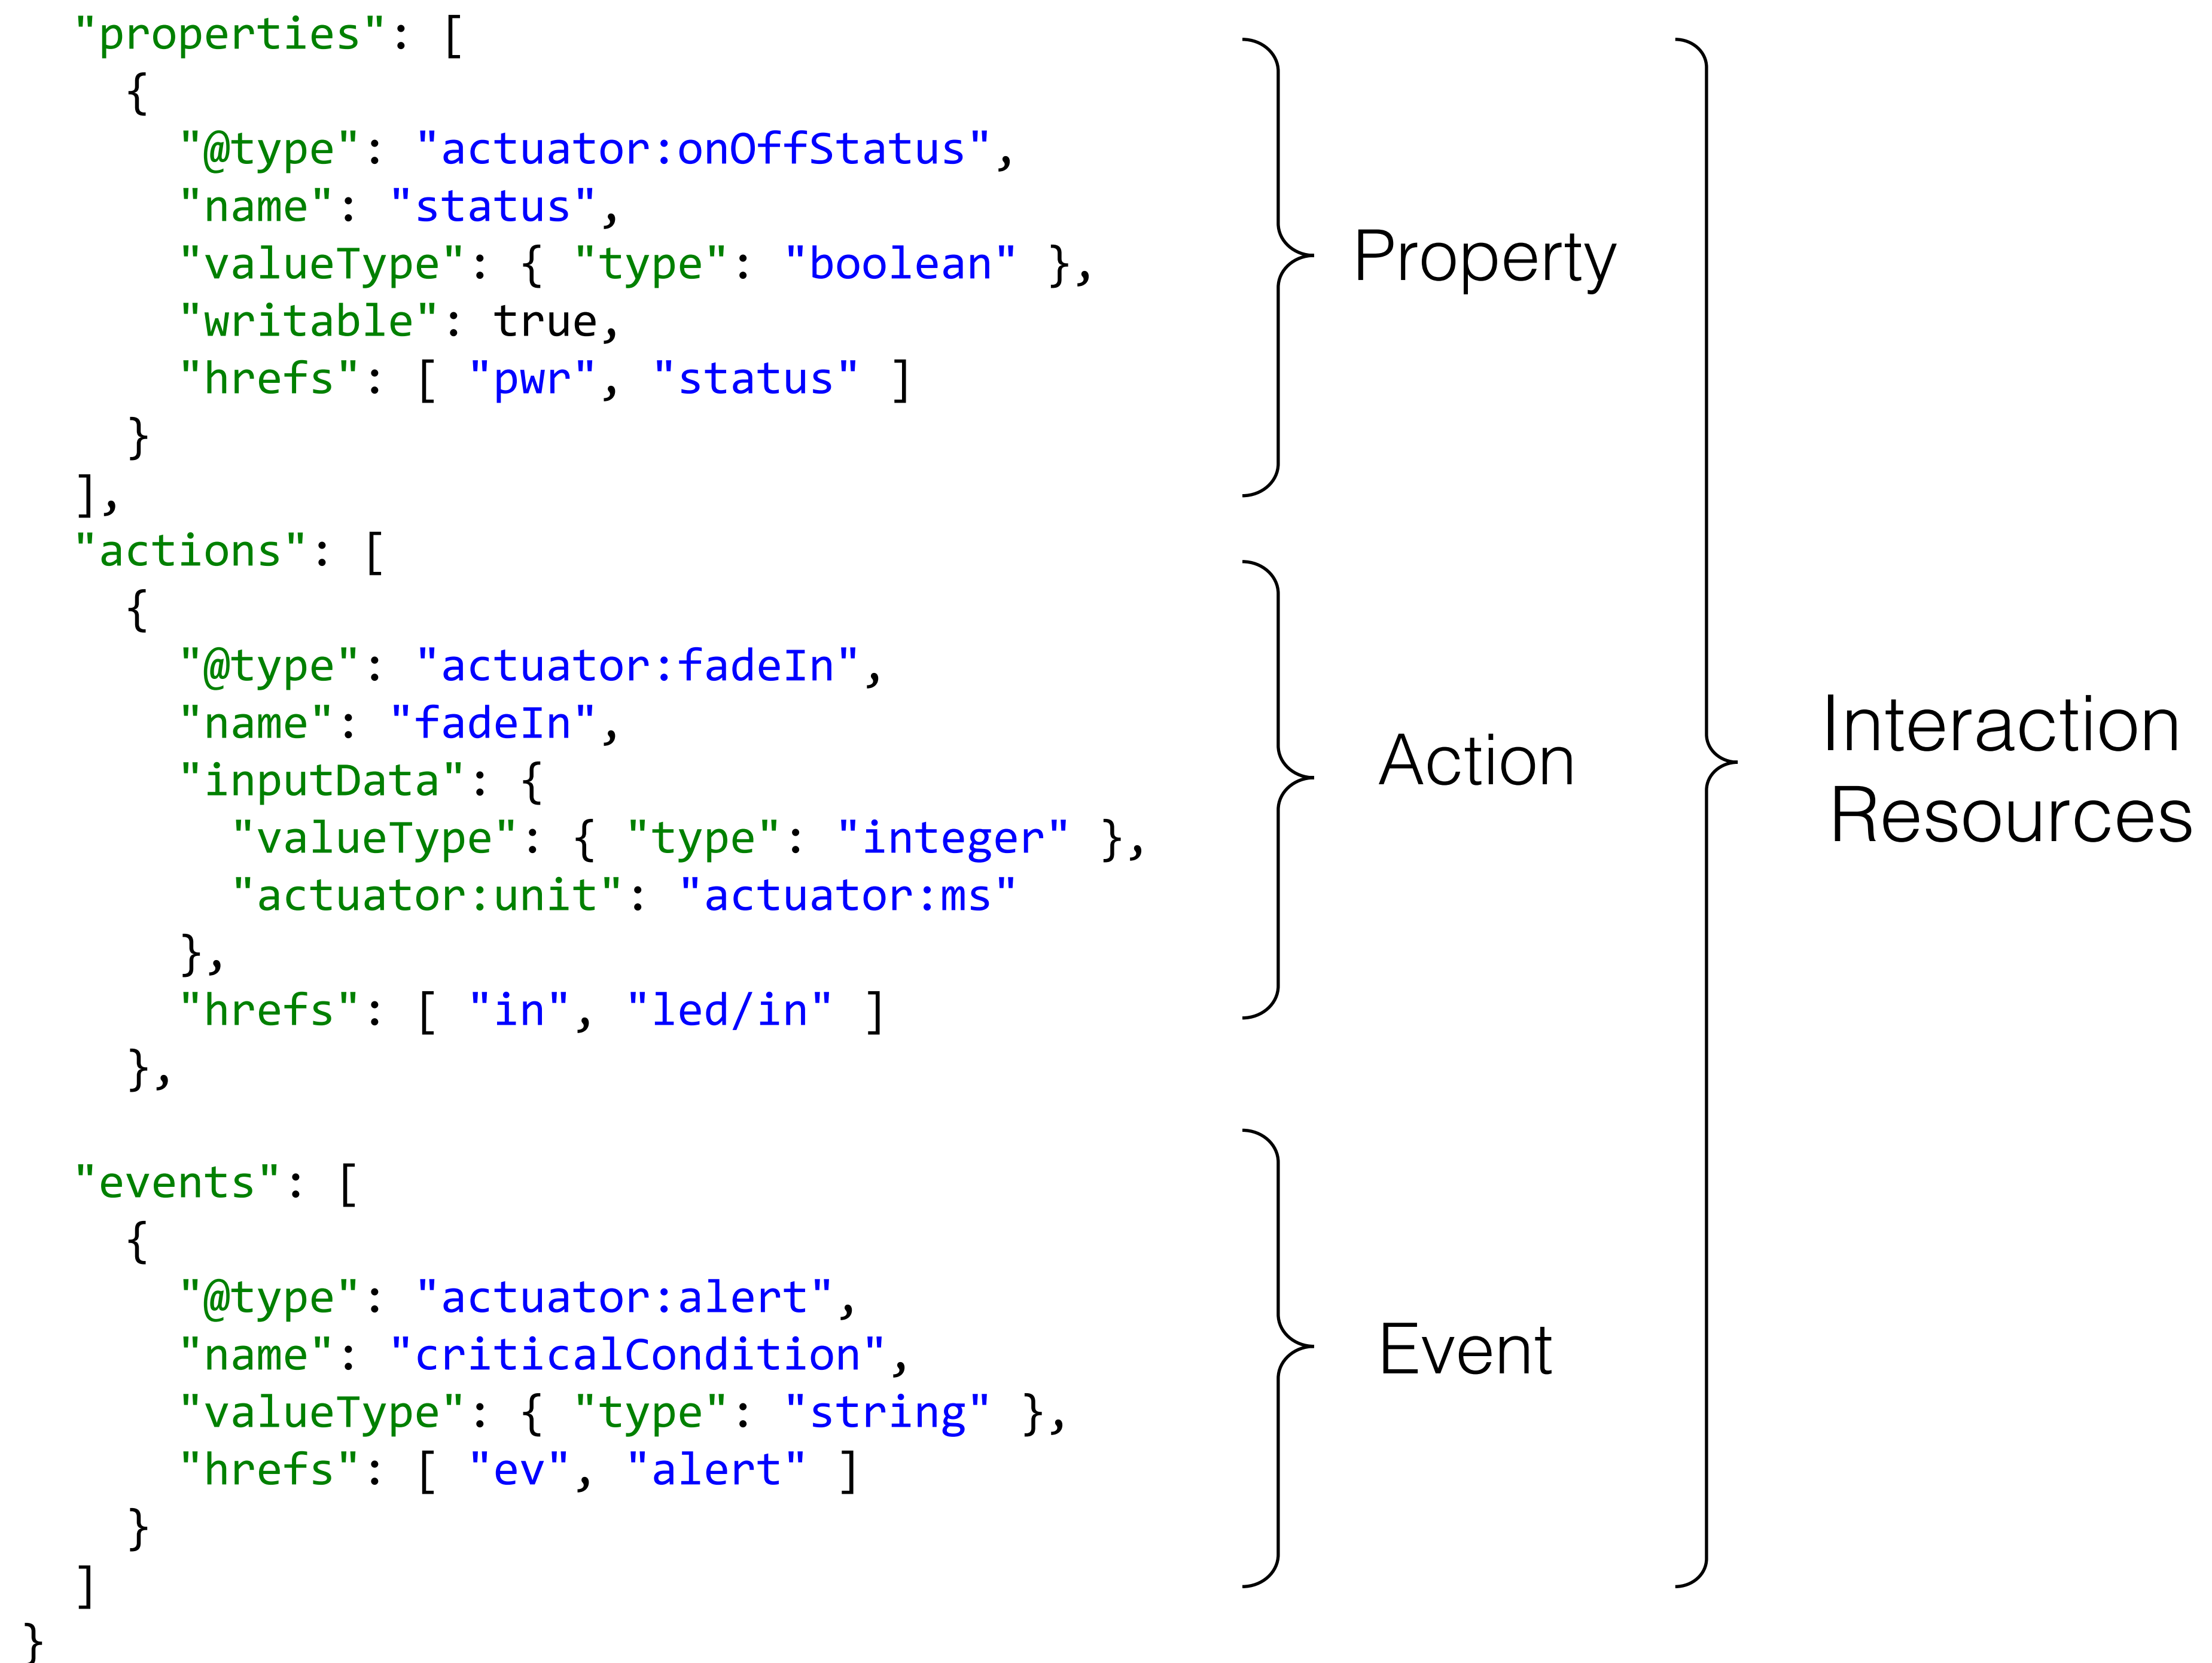 "properties": [
{
"@type": "actuator:onOffStatus",
"name": "status",
"valueType": { "type": "boolean" },
"writable": true,
"hrefs": [ "pwr", "status" ]
}
],
"actions": [
{
"@type": "actuator:fadeIn",
"name": "fadeIn",
"inputData": {
"valueType": { "type": "integer" },
"actuator:unit": "actuator:ms"
},
"hrefs": [ "in", "led/in" ]
},
"events": [
{
"@type": "actuator:alert",
"name": "criticalCondition",
"valueType": { "type": "string" },
"hrefs": [ "ev", "alert" ]
}
]
}
Property
Action
Event
Interaction
Resources